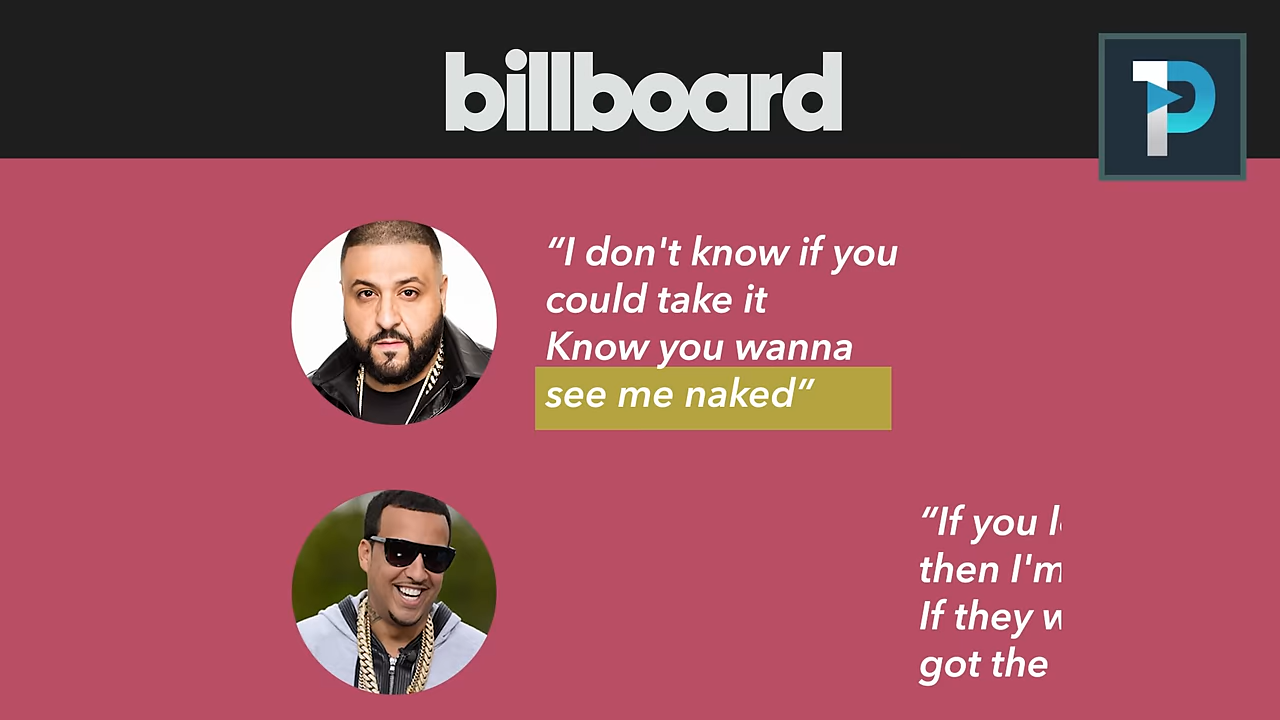 billboard
“I don't know if you
could take it
Know you wanna
see me naked”
“If you
then I'm
If they
got the